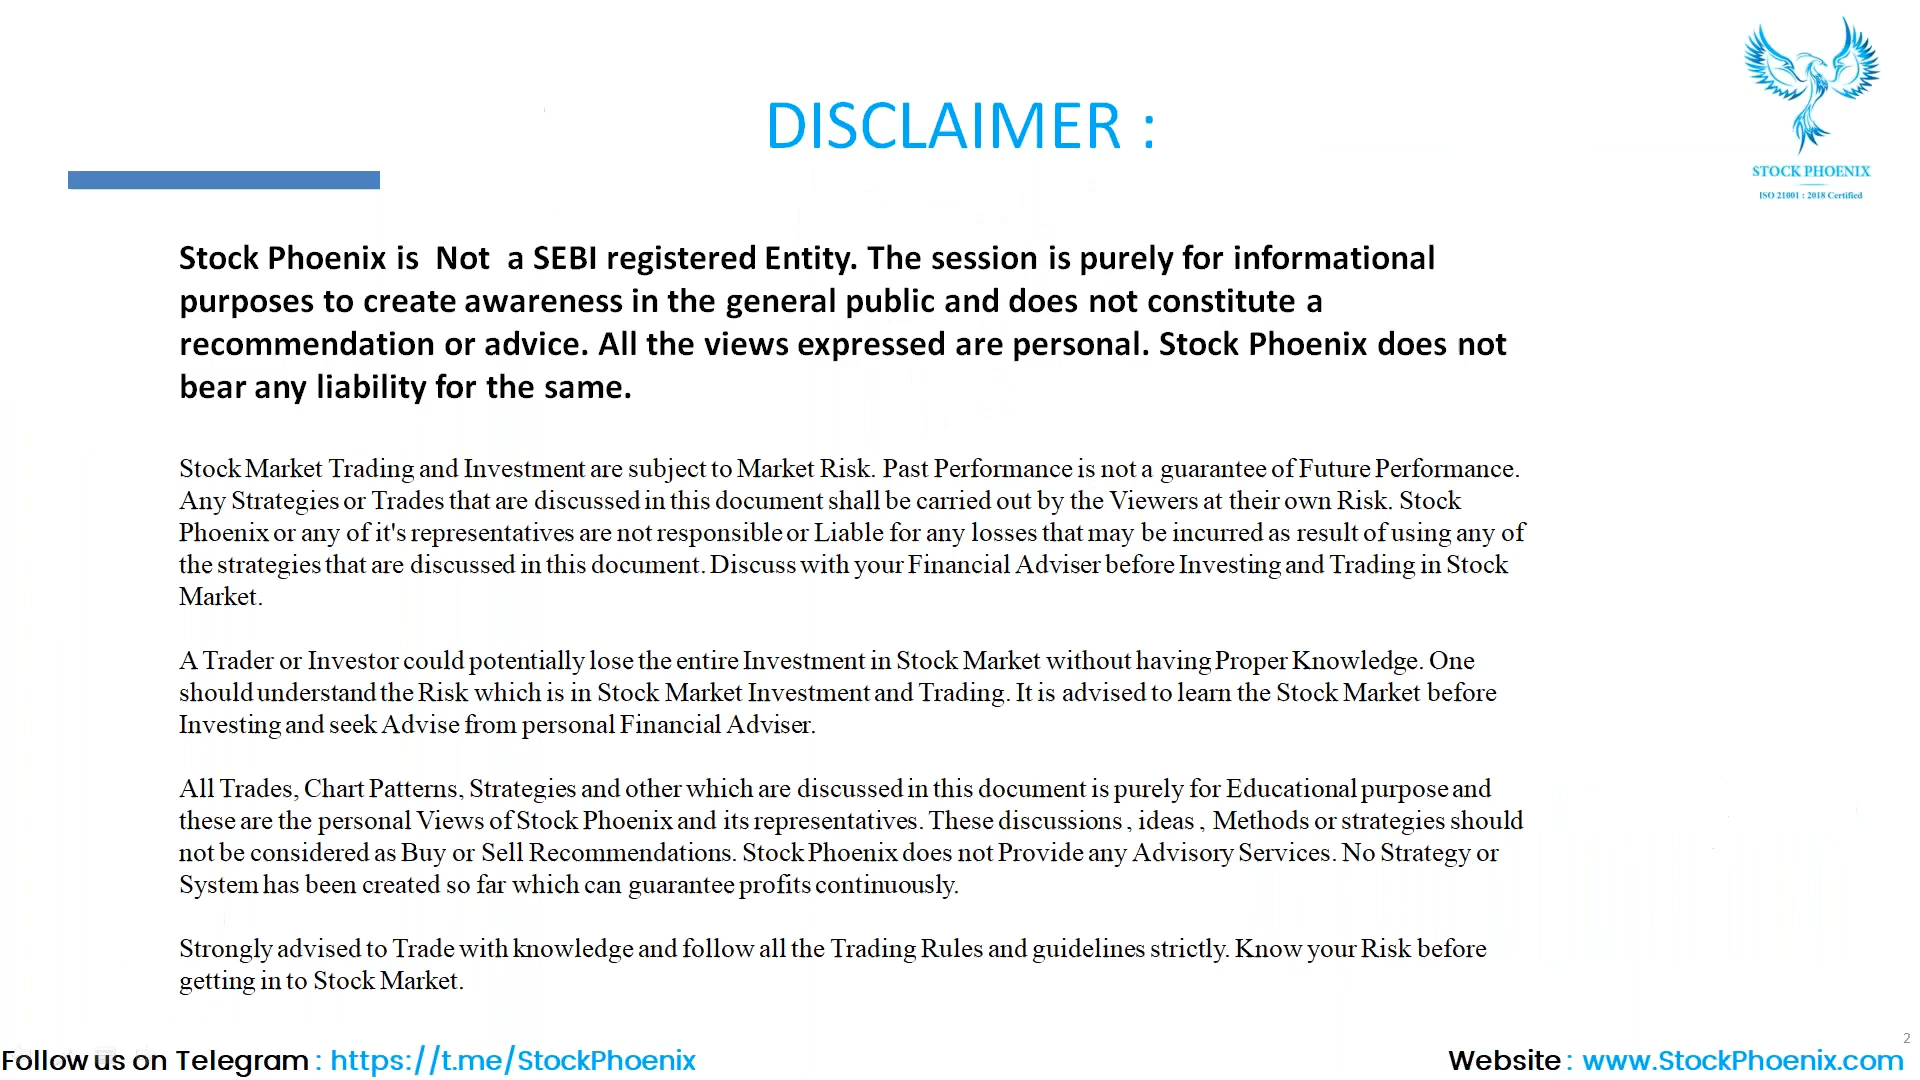 DISCLAIMER :
STOCK PHOENIX
ISO 21001 : 2018 Certified
Stock Phoenix is Not a SEBI registered Entity. The session is purely for informational
purposes to create awareness in the general public and does not constitute a
recommendation or advice. All the views expressed are personal. Stock Phoenix does not
bear any liability for the same.
Stock Market Trading and Investment are subject to Market Risk. Past Performance is not a guarantee of Future Performance.
Any Strategies or Trades that are discussed in this document shall be carried out by the Viewers at their own Risk. Stock
Phoenix or any of it's representatives are not responsible or Liable for any losses that may be incurred as result of using any of
the strategies that are discussed in this document. Discuss with your Financial Adviser before Investing and Trading in Stock
Market.
A Trader or Investor could potentially lose the entire Investment in Stock Market without having Proper Knowledge. One
should understand the Risk which is in Stock Market Investment and Trading. It is advised to learn the Stock Market before
Investing and seek Advise from personal Financial Adviser.
All Trades, Chart Patterns, Strategies and other which are discussed in this document is purely for Educational purpose and
these are the personal Views of Stock Phoenix and its representatives. These discussions , ideas , Methods or strategies should
not be considered as Buy or Sell Recommendations. Stock Phoenix does not Provide any Advisory Services. No Strategy or
System has been created so far which can guarantee profits continuously.
Strongly advised to Trade with knowledge and follow all the Trading Rules and guidelines strictly. Know your Risk before
getting in to Stock Market.
2
Follow us on Telegram : https://t.me/StockPhoenix
Website : www.StockPhoenix.com